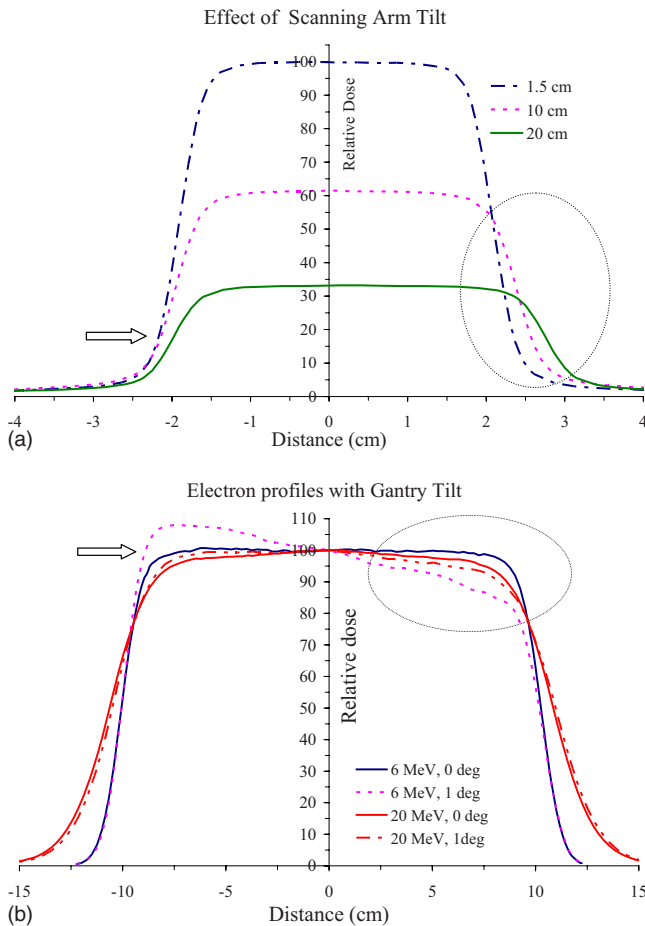 Effect of Scanning Arm Tilt
100
90
80
70
60
50
40
30
20
10
0
Relative Dose
1.5 cm
10 cm
20 cm
-4 -3 -2 -1 0 1 2 3 4
(a)
Distance (cm)
Electron profiles with Gantry Tilt
110
100
90
80
70
60
50
40
30
20
10
0
Relative dose
6 MeV, 0 deg
6 MeV, 1 deg
20 MeV, 0 deg
20 MeV, 1deg
-15 -10 -5 0 5 10 15
(b)
Distance (cm)